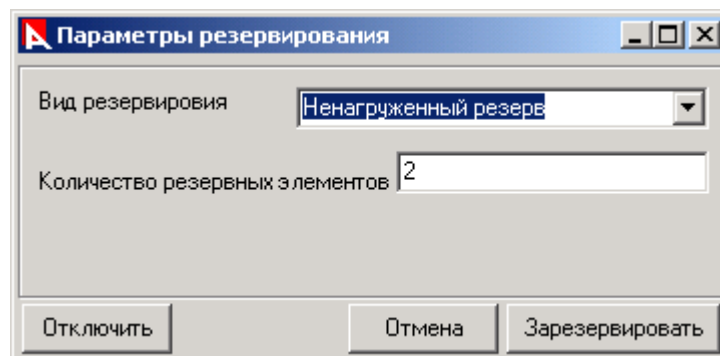 Параметры резервирования
Вид резервировия Ненагруженный резерв
Количество резервных элементов 2
Отключить Отмена Зарезервировать